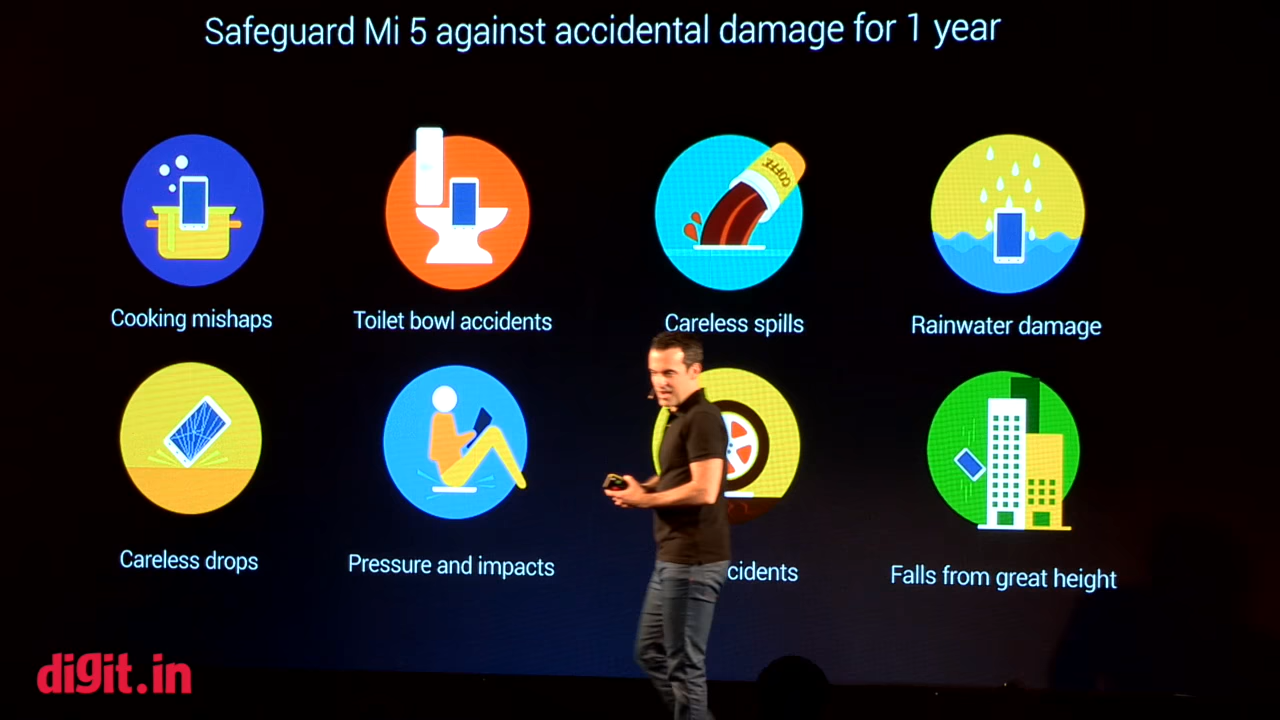 Safeguard Mi 5 against accidental damage for 1 year
COFFE
Cooking mishaps
Toilet bowl accidents
Careless spills
Rainwater damage
Careless drops
Pressure and impacts
cidents
Falls from great height
digit.in